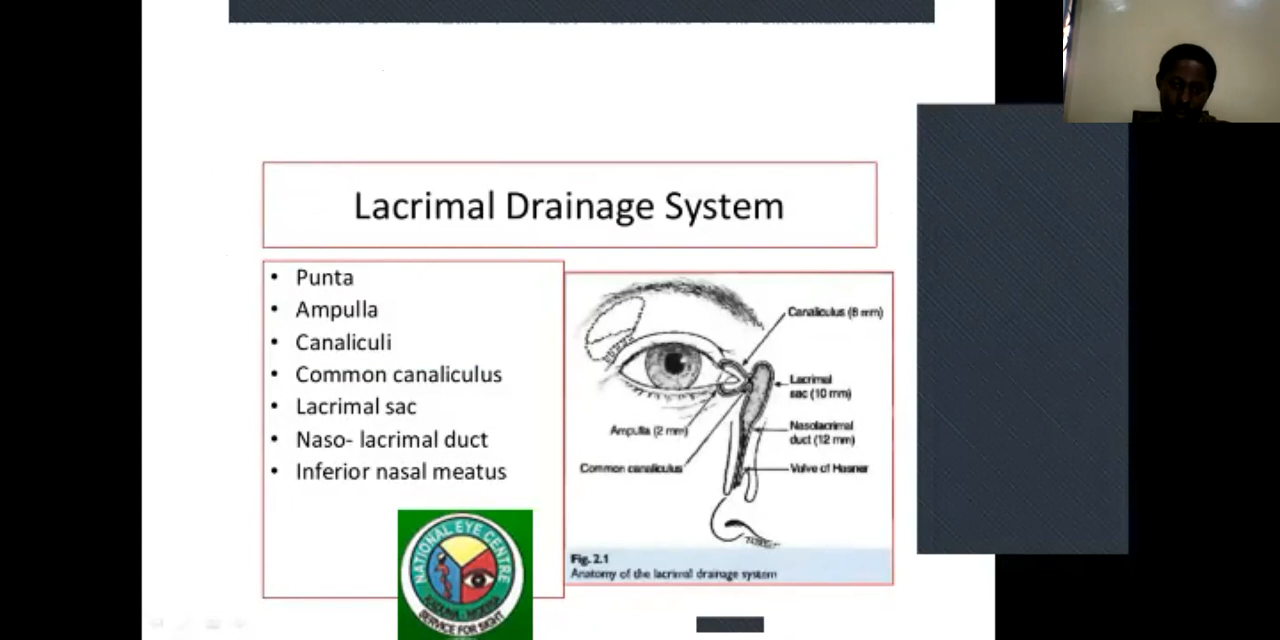 Lacrimal Drainage System
• Punta
• Ampulla
• Canaliculi
• Common canaliculus
• Lacrimal sac
• Naso- lacrimal duct
• Inferior nasal meatus
Canaliculus (8 mm)
Lacrimal
sac (10 mm)
Ampulla (2 mm)
Nasolacrimal
duct (12 mm)
Common canaliculus
Valve of Hasner
Fig. 2.1
Anatomy of the lacrimal drainage system
NATIONAL EYE CENTRE
KADUNA - NIGERIA
SERVICE FOR SIGHT